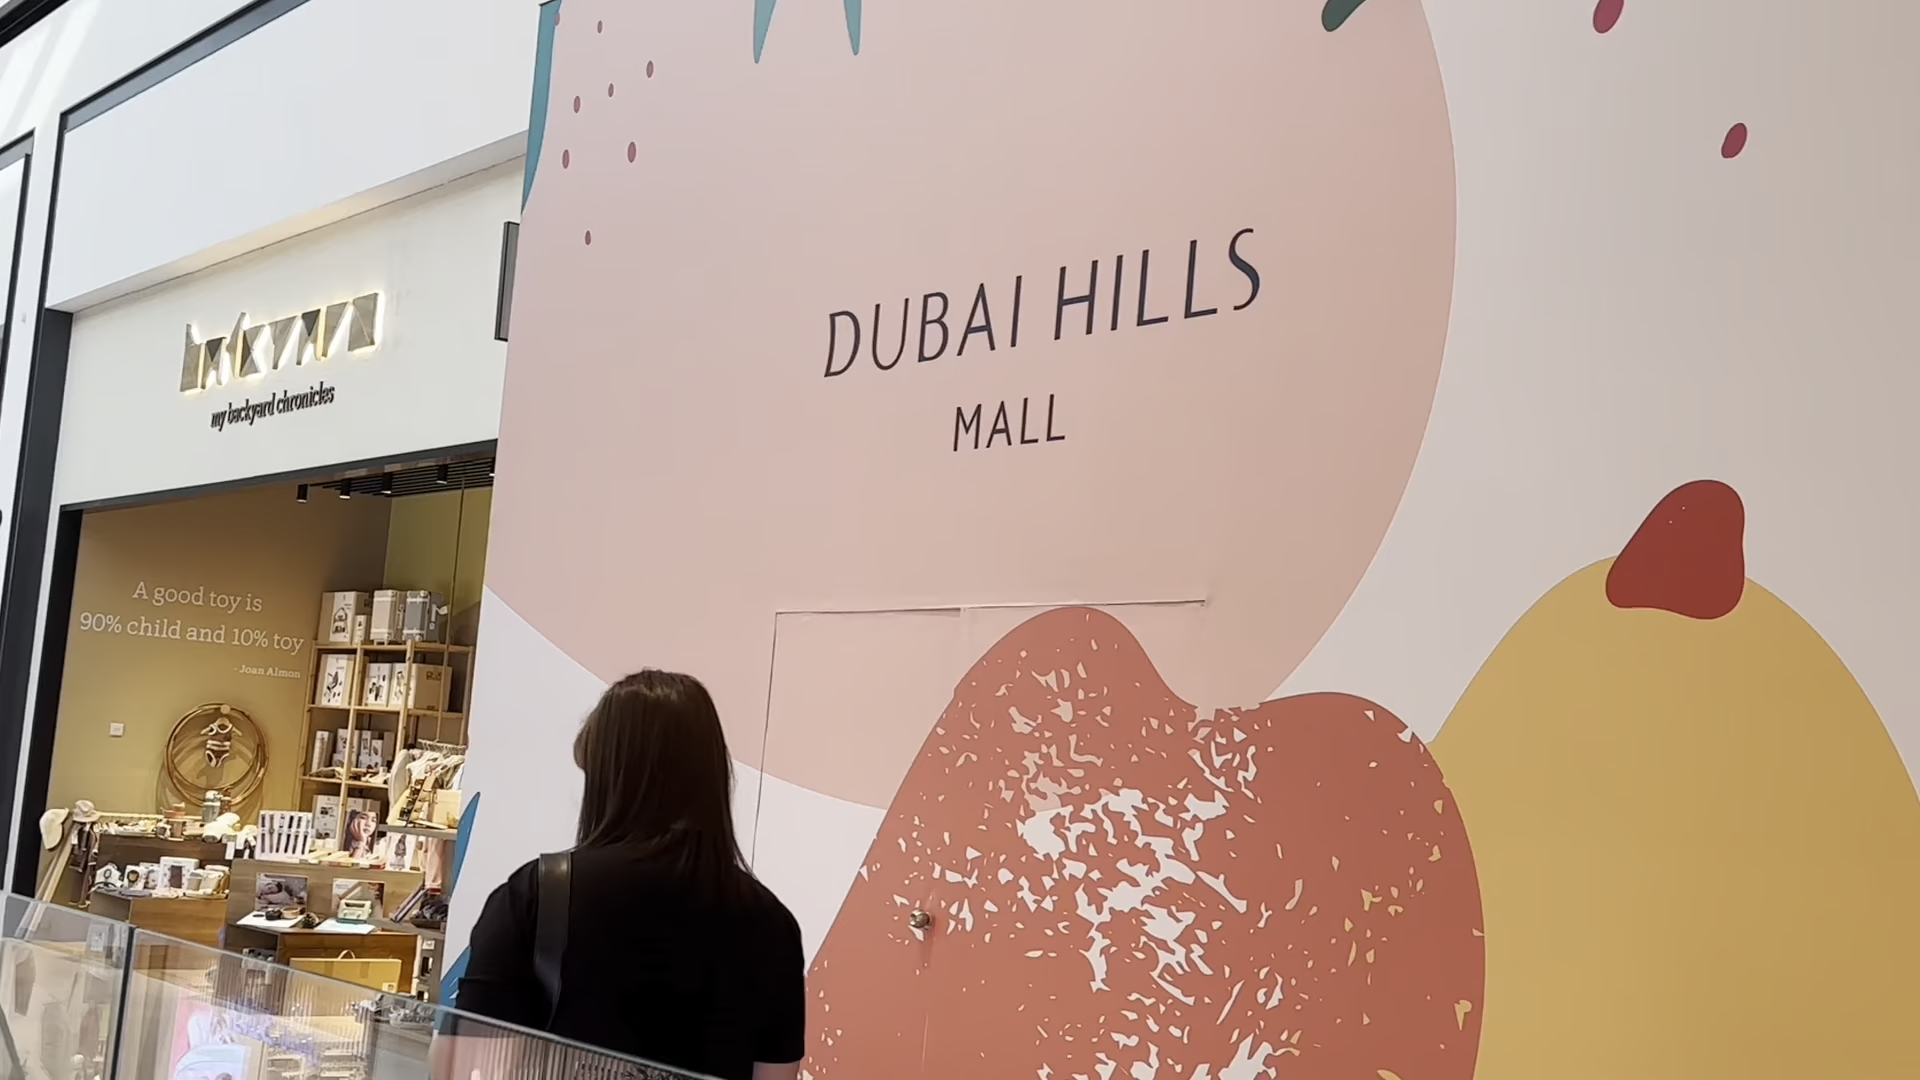 my backyard chronicles
A good toy is
90% child and 10% toy
- Joan Almon
DUBAI HILLS
MALL